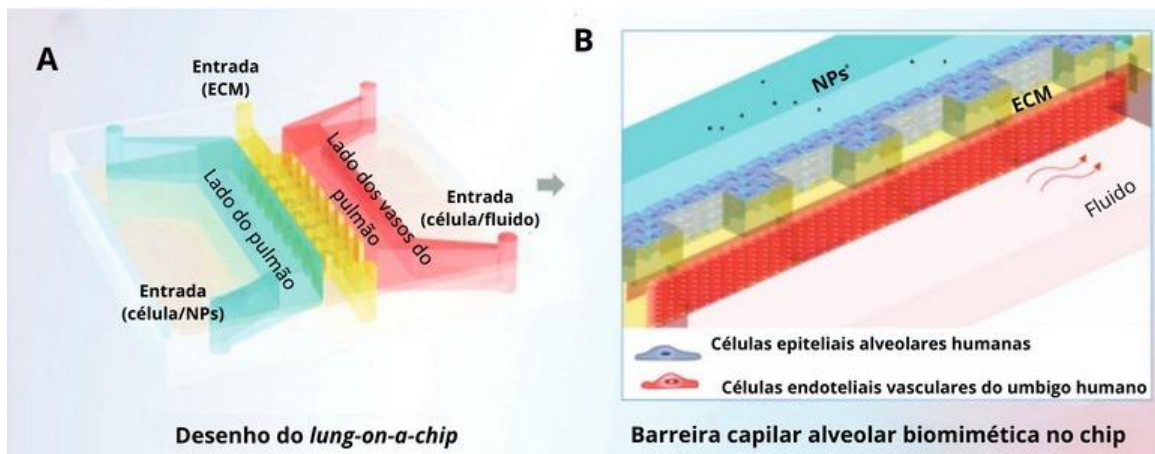 A
Entrada
(ECM)
Lado do pulmão
Lado dos vasos do
pulmão
Entrada
(célula/fluido)
Entrada
(célula/NPs)
Desenho do lung-on-a-chip
B
NPs
ECM
Fluido
Células epiteliais alveolares humanas
Células endoteliais vasculares do umbigo humano
Barreira capilar alveolar biomimética no chip